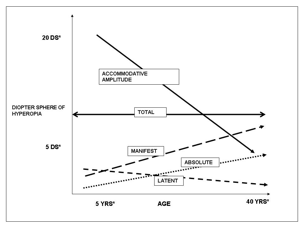 20 DS*
ACCOMMODATIVE
AMPLITUDE
DIOPTER SPHERE OF
HYPEROPIA
TOTAL
MANIFEST
5 DS*
ABSOLUTE
LATENT
5 YRS*
AGE
40 YRS*